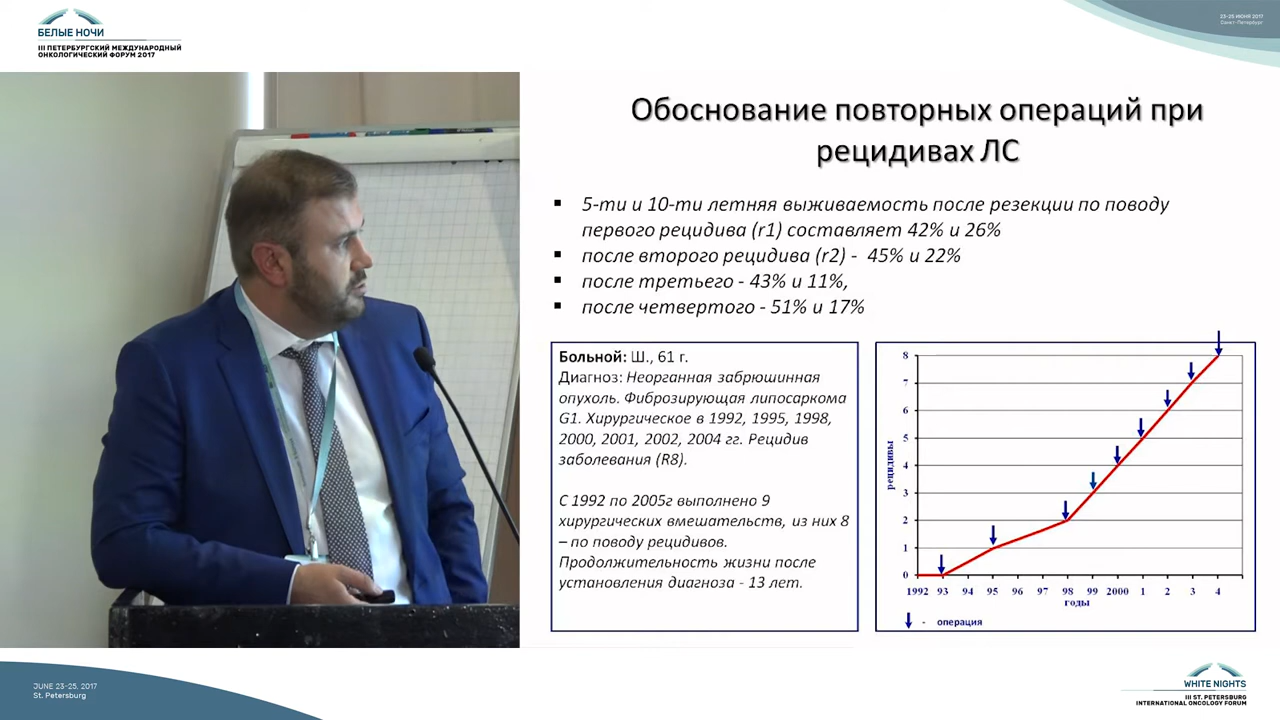 БЕЛЫЕ НОЧИ
III ПЕТЕРБУРГСКИЙ МЕЖДУНАРОДНЫЙ
ОНКОЛОГИЧЕСКИЙ ФОРУМ 2017
23-25 ИЮНЯ 2017
Санкт-Петербург
Обоснование повторных операций при
рецидивах ЛС
▪ 5-ти и 10-ти летняя выживаемость после резекции по поводу
первого рецидива (r1) составляет 42% и 26%
▪ после второго рецидива (r2) - 45% и 22%
▪ после третьего - 43% и 11%,
▪ после четвертого - 51% и 17%
Больной: Ш., 61 г.
Диагноз: Неорганная забрюшинная
опухоль. Фиброзирующая липосаркома
G1. Хирургическое в 1992, 1995, 1998,
2000, 2001, 2002, 2004 гг. Рецидив
заболевания (R8).
С 1992 по 2005г выполнено 9
хирургических вмешательств, из них 8
– по поводу рецидивов.
Продолжительность жизни после
установления диагноза - 13 лет.
рецидивы
8
7
6
5
4
3
2
1
0
1992 93 94 95 96 97 98 99 2000 1 2 3 4
годы
- операция
JUNE 23-25, 2017
St. Petersburg
WHITE NIGHTS
III ST. PETERSBURG
INTERNATIONAL ONCOLOGY FORUM